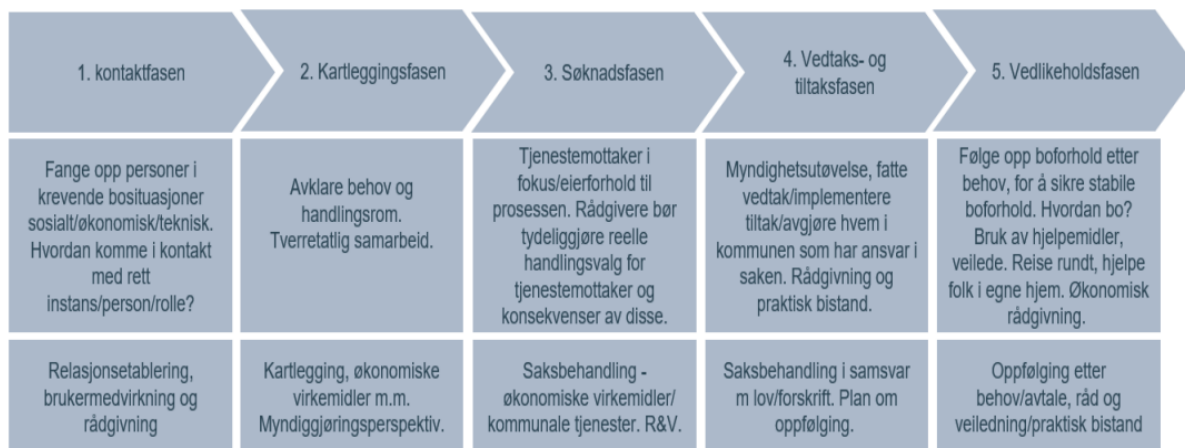 1. kontaktfasen
2. Kartleggingsfasen
3. Søknadsfasen
4. Vedtaks- og
tiltaksfasen
5. Vedlikeholdsfasen
Fange opp personer i
krevende bosituasjoner
sosialt/økonomisk/teknisk.
Hvordan komme i kontakt
med rett
instans/person/rolle?
Avklare behov og
handlingsrom.
Tverretatlig samarbeid.
Tjenestemottaker i
fokus/eierforhold til
prosessen. Rådgivere bør
tydeliggjøre reelle
handlingsvalg for
tjenestemottaker og
konsekvenser av disse.
Myndighetsutøvelse, fatte
vedtak/implementere
tiltak/avgjøre hvem i
kommunen som har ansvar i
saken. Rådgivning og
praktisk bistand.
Følge opp boforhold etter
behov, for å sikre stabile
boforhold. Hvordan bo?
Bruk av hjelpemidler,
veilede. Reise rundt, hjelpe
folk i egne hjem. Økonomisk
rådgivning.
Relasjonsetablering,
brukermedvirkning og
rådgivning
Kartlegging, økonomiske
virkemidler m.m.
Myndiggjøringsperspektiv.
Saksbehandling -
økonomiske virkemidler/
kommunale tjenester. R&V.
Saksbehandling i samsvar
m lov/forskrift. Plan om
oppfølging.
Oppfølging etter
behov/avtale, råd og
veiledning/praktisk bistand